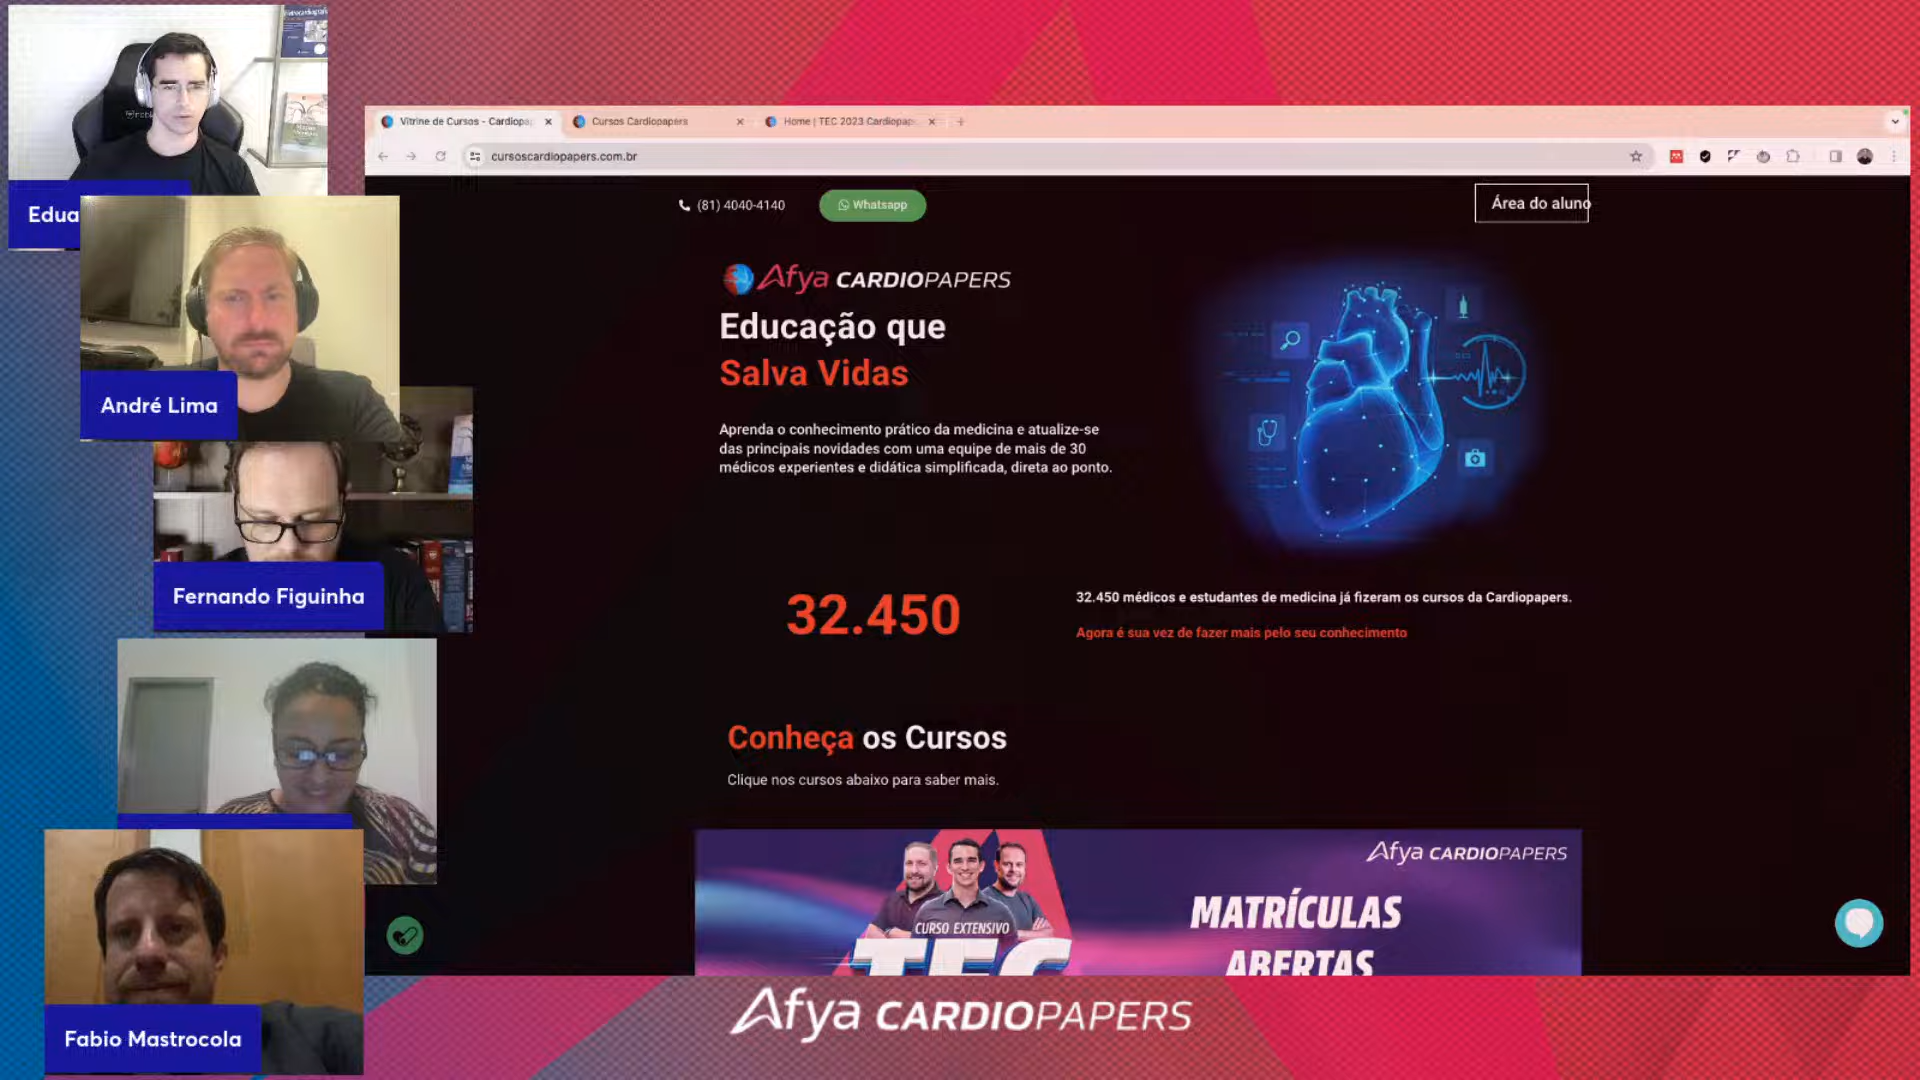 Vitrine de Cursos - Cardiopa
Cursos Cardiopapers
Home | TEC 2023 Cardiopap
cursoscardiopapers.com.br
(81) 4040-4140
Whatsapp
Área do aluno
Afya CARDIOPAPERS
Educação que
Salva Vidas
Aprenda o conhecimento prático da medicina e atualize-se
das principais novidades com uma equipe de mais de 30
médicos experientes e didática simplificada, direta ao ponto.
32.450
32.450 médicos e estudantes de medicina já fizeram os cursos da Cardiopapers.
Agora é sua vez de fazer mais pelo seu conhecimento
Conheça os Cursos
Clique nos cursos abaixo para saber mais.
CURSO EXTENSIVO
TEC
Afya CARDIOPAPERS
MATRÍCULAS
ABERTAS
Edua
André Lima
Fernando Figuinha
Fabio Mastrocola
Afya CARDIOPAPERS